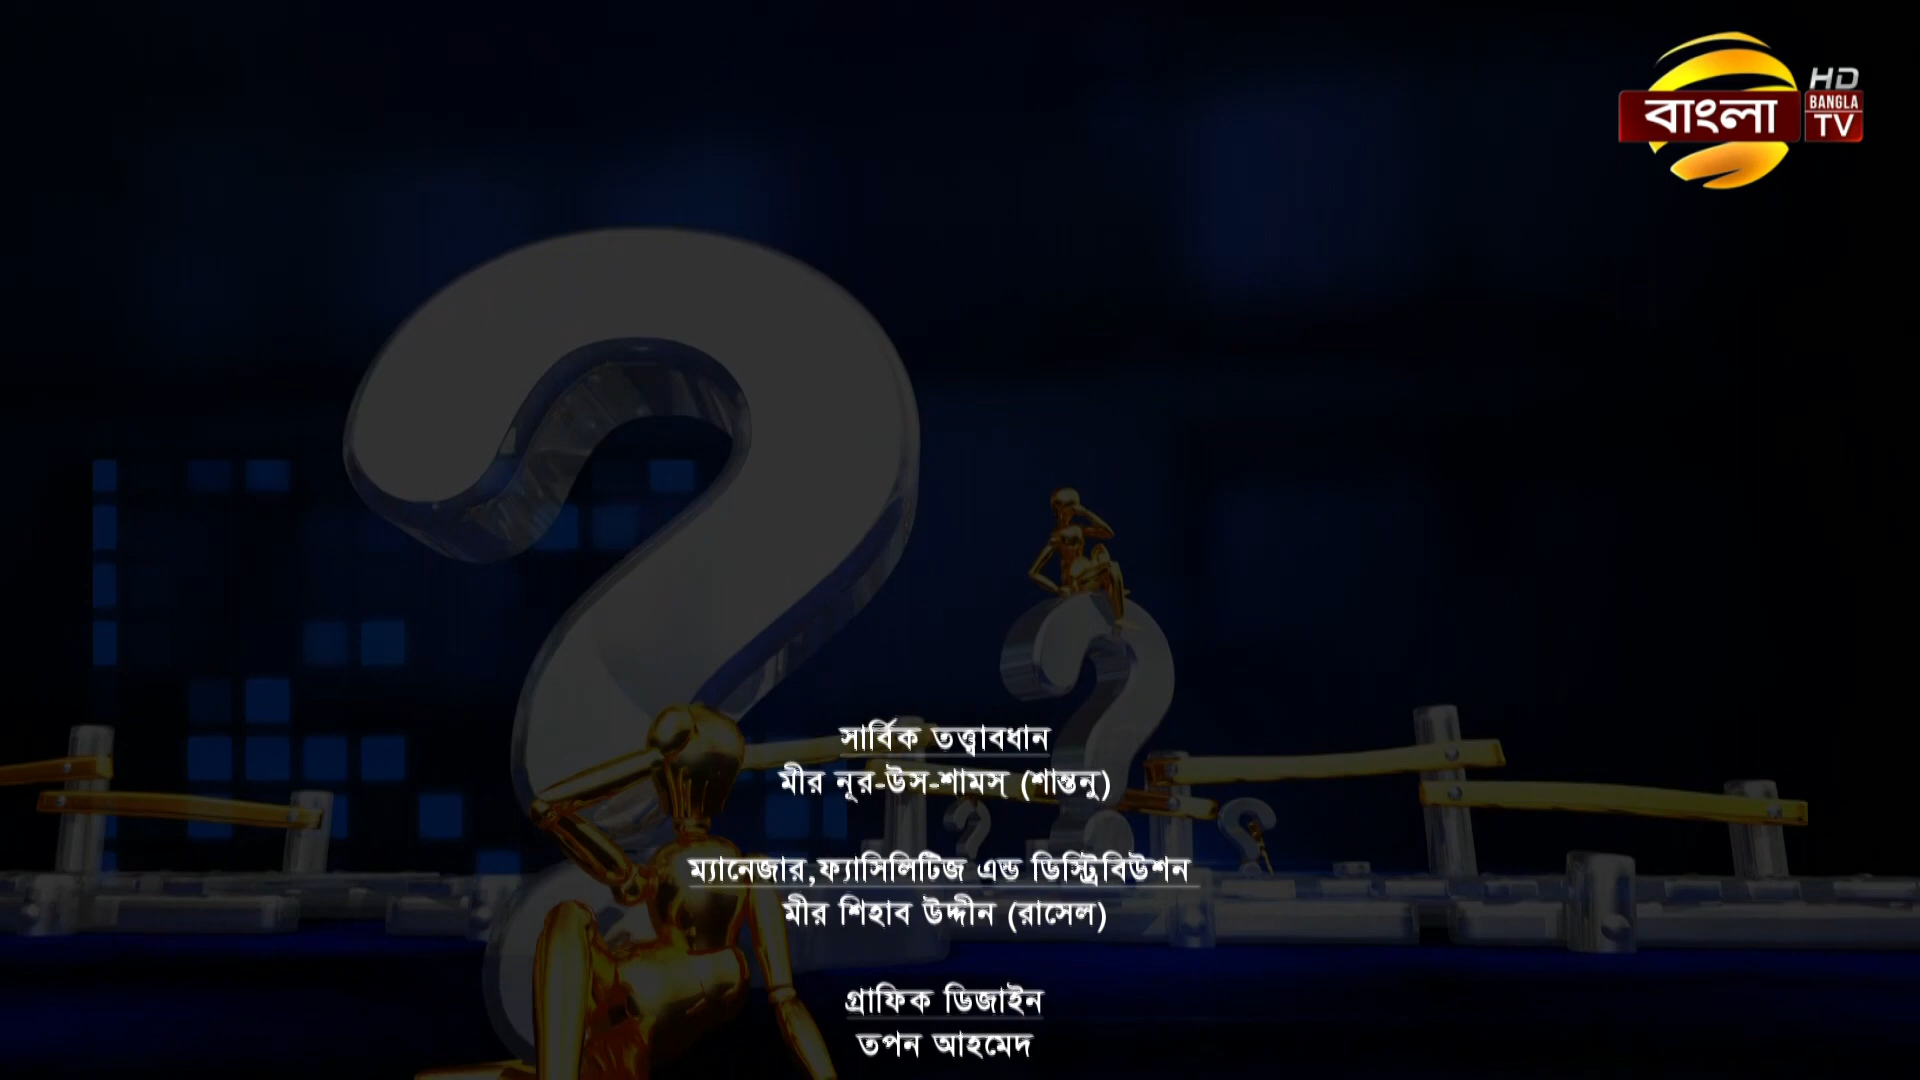 HD
বাংলা
BANGLA
TV
সার্বিক তত্ত্বাবধান
মীর নূর-উস-শামস্ (শান্তনু)
ম্যানেজার,ফ্যাসিলিটিজ এন্ড ডিস্ট্রিবিউশন
মীর শিহাব উদ্দীন (রাসেল)
গ্রাফিক ডিজাইন
তপন আহমেদ